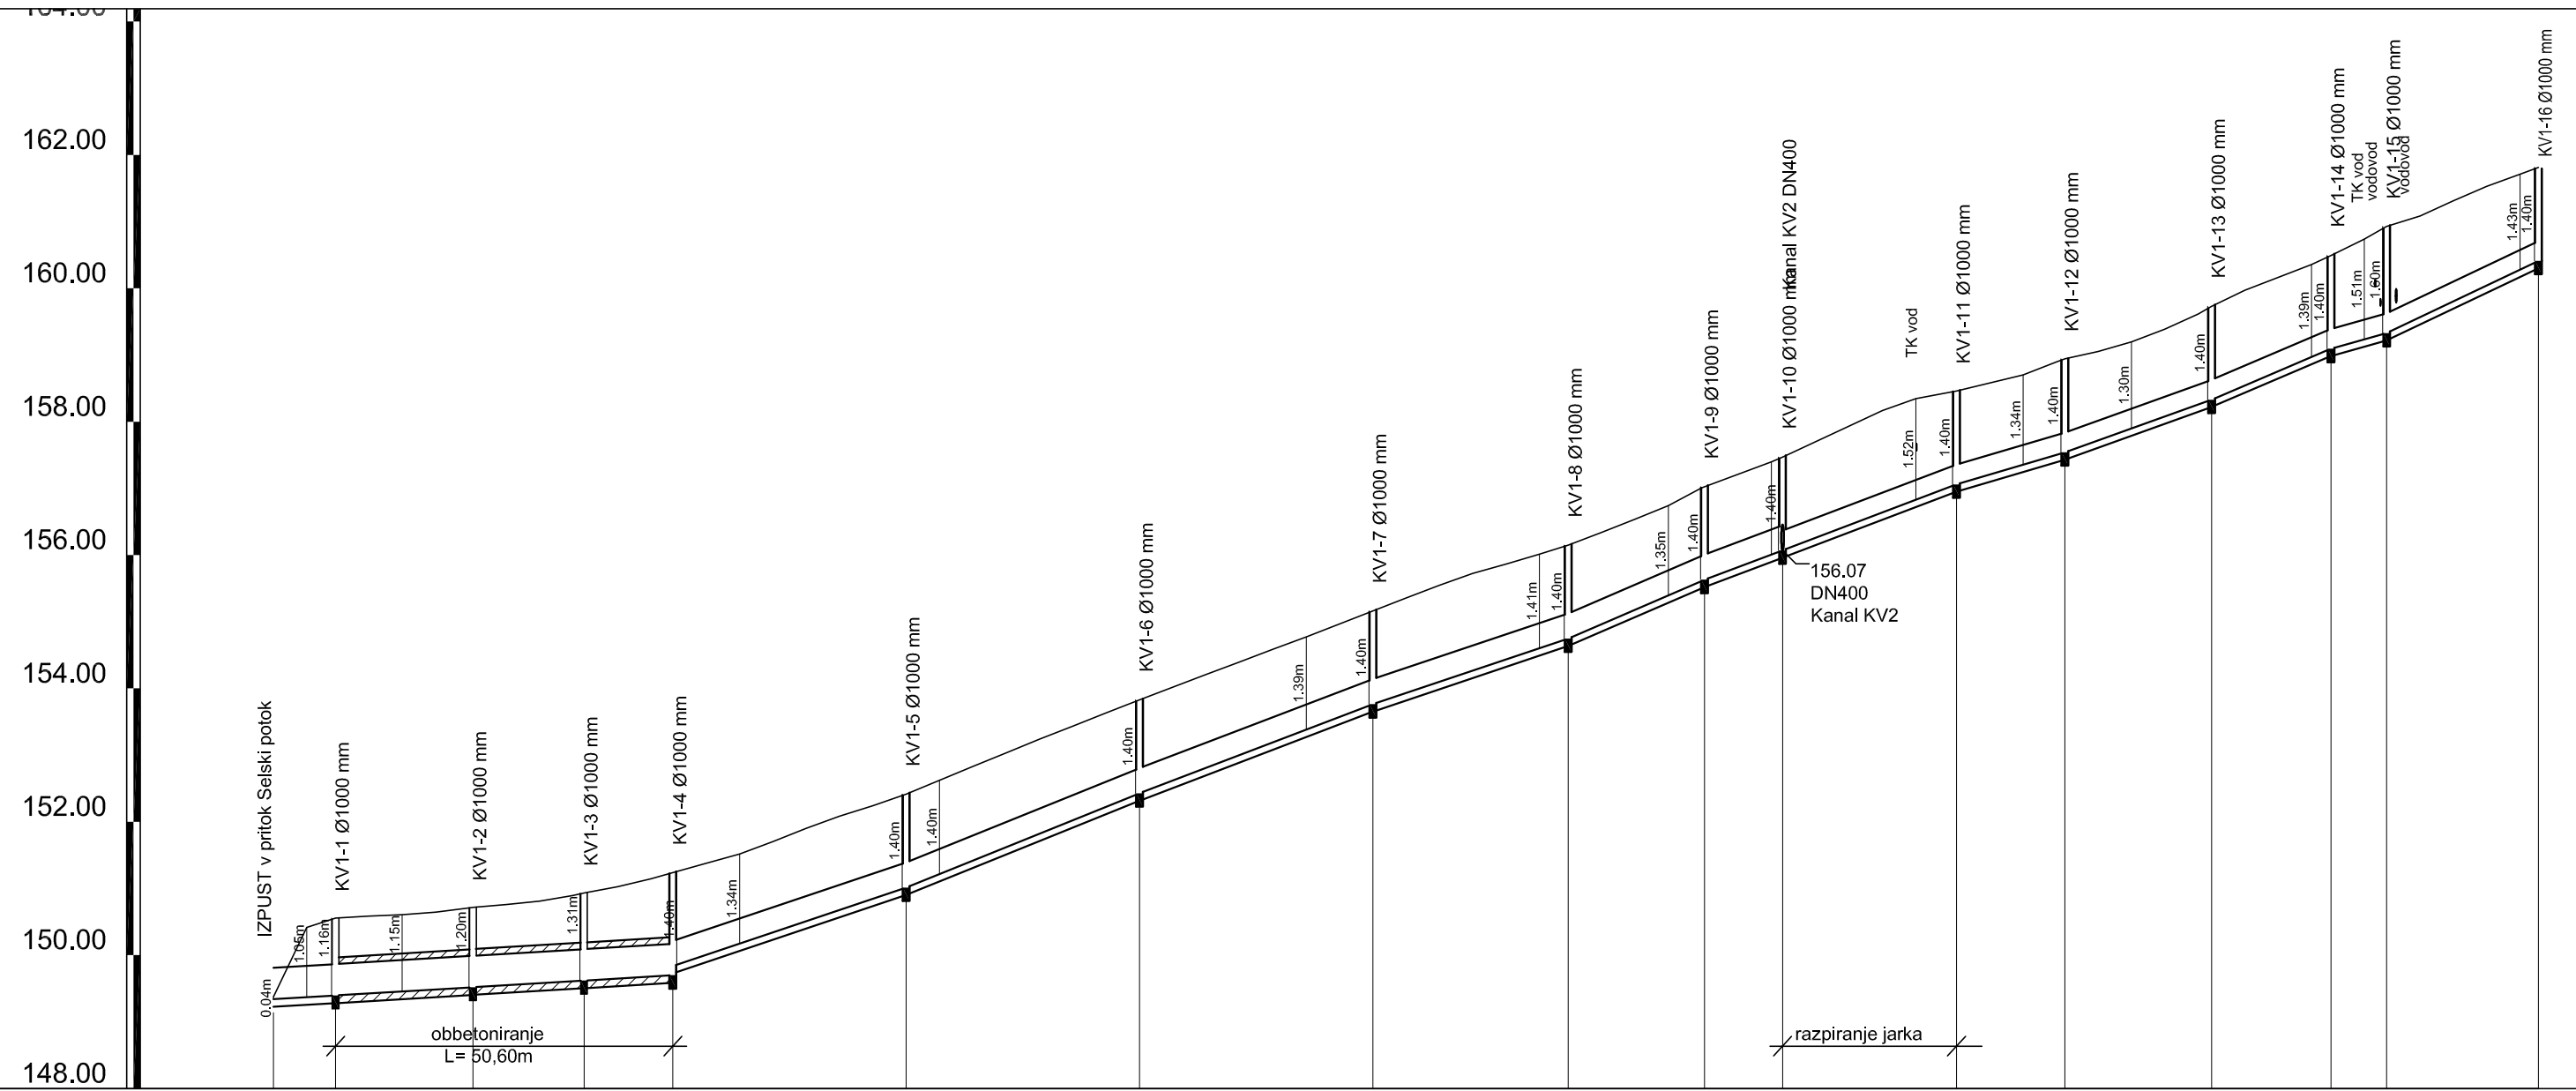 164.00
162.00
160.00
158.00
156.00
154.00
152.00
150.00
148.00
IZPUST v pritok Selski potok
0.04m
1.05m
1.16m
KV1-1 Ø1000 mm
1.15m
1.20m
KV1-2 Ø1000 mm
1.31m
KV1-3 Ø1000 mm
1.40m
KV1-4 Ø1000 mm
obbetoniranje
L= 50,60m
1.34m
1.40m
KV1-5 Ø1000 mm
1.40m
1.40m
KV1-6 Ø1000 mm
1.39m
1.40m
KV1-7 Ø1000 mm
1.41m
1.40m
KV1-8 Ø1000 mm
1.35m
1.40m
KV1-9 Ø1000 mm
1.40m
KV1-10 Ø1000 mm
Kanal KV2 DN400
156.07
DN400
Kanal KV2
razpiranje jarka
TK vod
1.52m
1.40m
KV1-11 Ø1000 mm
1.34m
1.40m
KV1-12 Ø1000 mm
1.30m
1.40m
KV1-13 Ø1000 mm
1.39m
1.40m
KV1-14 Ø1000 mm
TK vod
vodovod
1.51m
1.60m
KV1-15 Ø1000 mm
vodovod
1.43m
1.40m
KV1-16 Ø1000 mm